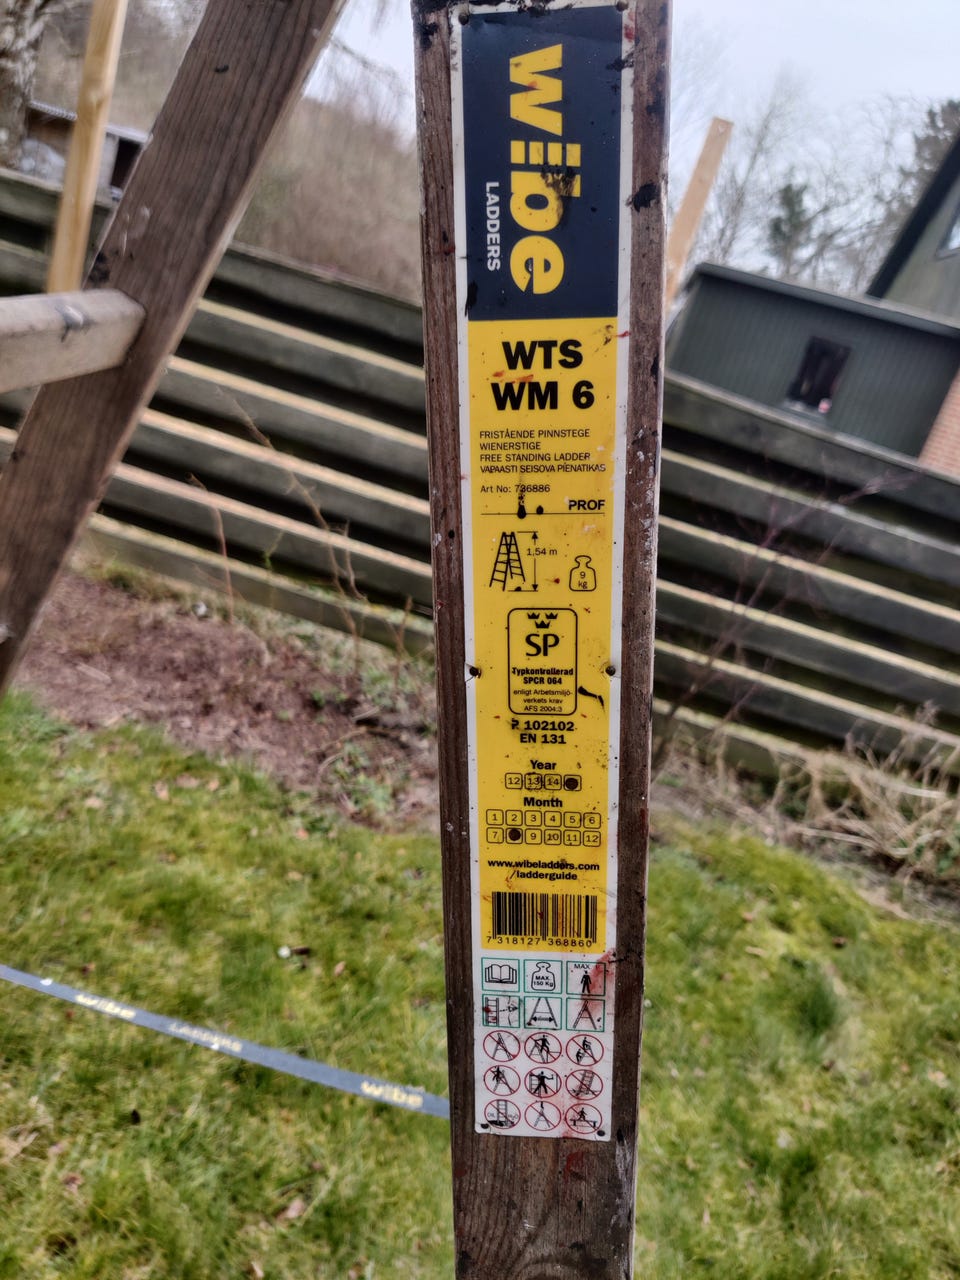 wibe
LADDERS
WTS
WM 6
FRISTÅENDE PINNSTEGE
WIENERSTIGE
FREE STANDING LADDER
VAPAASTI SEISOVA PIENATIKAS
Art No: 736886
PROF
1,54 m
9
kg
SP
Typkontrollerad
SPCR 064
enligt Arbetsmiljö-
verkets krav
AFS 2004:3
P 102102
EN 131
Year
12 13 14
Month
1 2 3 4 5 6
7 9 10 11 12
www.wibeladders.com
/ladderguide
7 318127 368860
MAX.
150 Kg
MAX 1
wibe LADDERS wibe